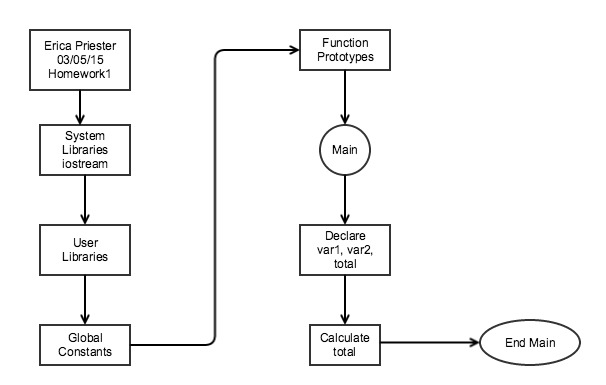 Erica Priester
03/05/15
Homework1
System
Libraries
iostream
User
Libraries
Global
Constants
Function
Prototypes
Main
Declare
var1, var2,
total
Calculate
total
End Main